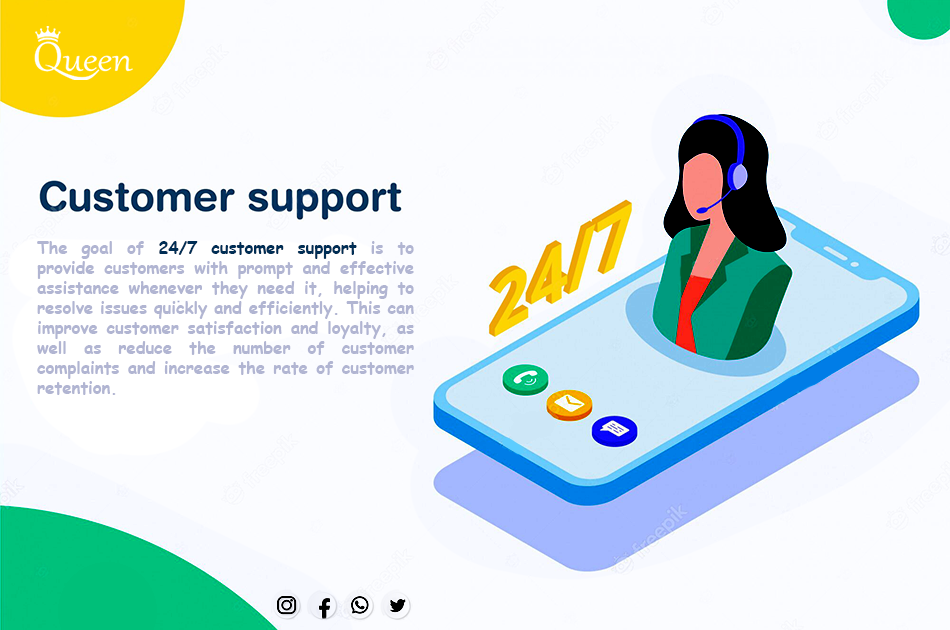 Queen
Customer support
The goal of 24/7 customer support is to
provide customers with prompt and effective
assistance whenever they need it, helping to
resolve issues quickly and efficiently. This can
improve customer satisfaction and loyalty, as
well as reduce the number of customer
complaints and increase the rate of customer
retention.
24/7
freepik